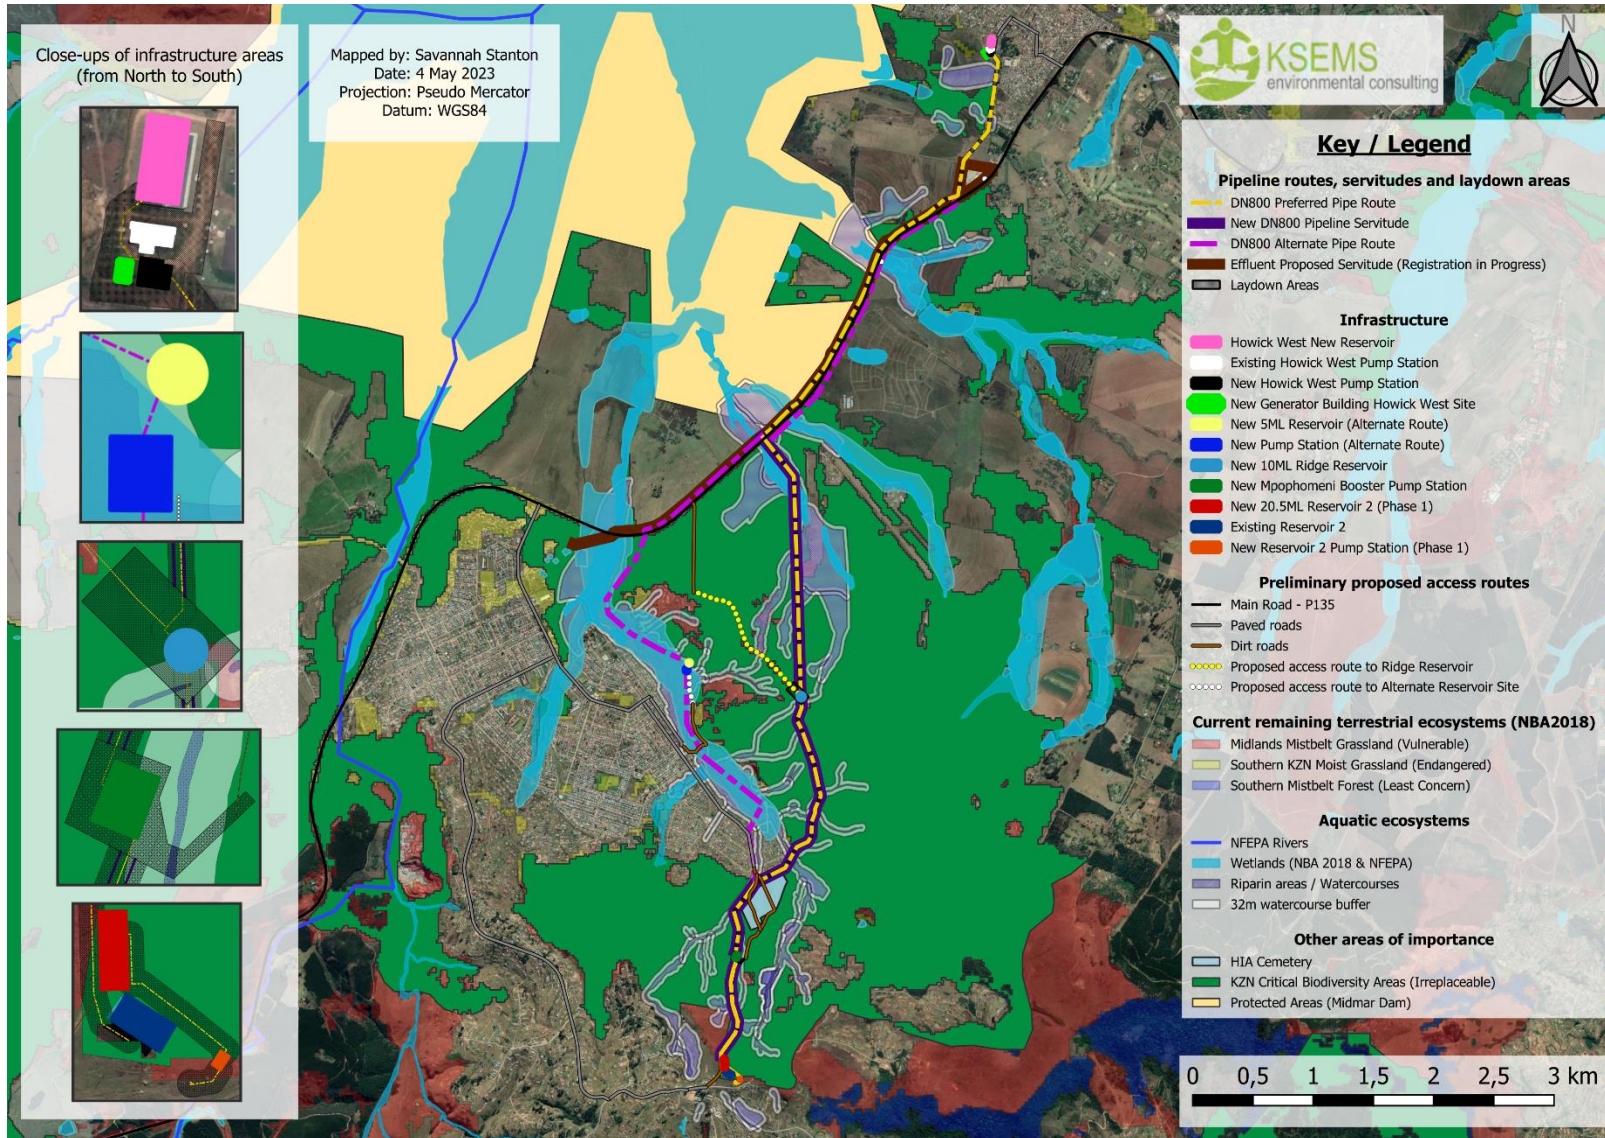 Close-ups of infrastructure areas
(from North to South)
Mapped by: Savannah Stanton
Date: 4 May 2023
Projection: Pseudo Mercator
Datum: WGS84
KSEMS
environmental consulting
N
Key / Legend
Pipeline routes, servitudes and laydown areas
DN800 Preferred Pipe Route
New DN800 Pipeline Servitude
DN800 Alternate Pipe Route
Effluent Proposed Servitude (Registration in Progress)
Laydown Areas
Infrastructure
Howick West New Reservoir
Existing Howick West Pump Station
New Howick West Pump Station
New Generator Building Howick West Site
New 5ML Reservoir (Alternate Route)
New Pump Station (Alternate Route)
New 10ML Ridge Reservoir
New Mpophomeni Booster Pump Station
New 20.5ML Reservoir 2 (Phase 1)
Existing Reservoir 2
New Reservoir 2 Pump Station (Phase 1)
Preliminary proposed access routes
Main Road - P135
Paved roads
Dirt roads
Proposed access route to Ridge Reservoir
Proposed access route to Alternate Reservoir Site
Current remaining terrestrial ecosystems (NBA2018)
Midlands Mistbelt Grassland (Vulnerable)
Southern KZN Moist Grassland (Endangered)
Southern Mistbelt Forest (Least Concern)
Aquatic ecosystems
NFEPA Rivers
Wetlands (NBA 2018 & NFEPA)
Riparin areas / Watercourses
32m watercourse buffer
Other areas of importance
HIA Cemetery
KZN Critical Biodiversity Areas (Irreplaceable)
Protected Areas (Midmar Dam)
0 0,5 1 1,5 2 2,5 3 km